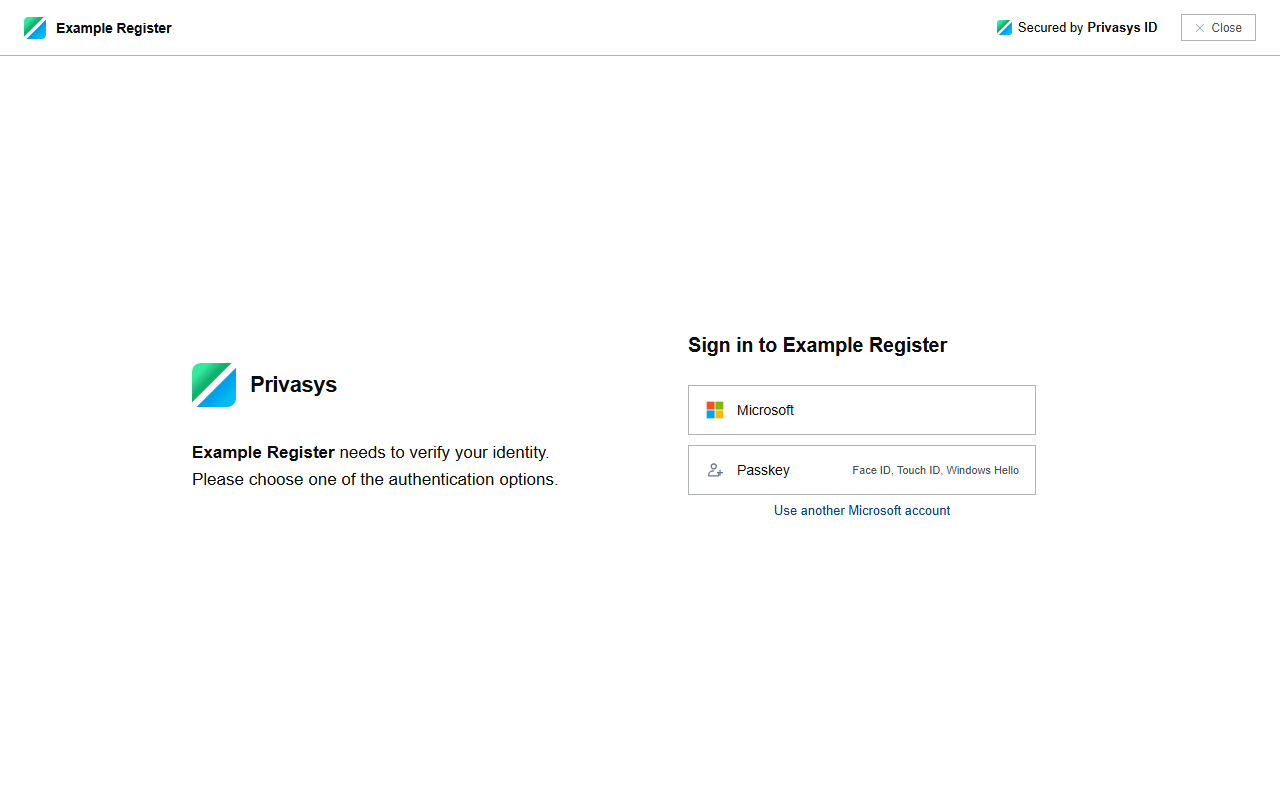 Example Register
Secured by Privasys ID
Close
Privasys
Example Register needs to verify your identity.
Please choose one of the authentication options.
Sign in to Example Register
Microsoft
Passkey Face ID, Touch ID, Windows Hello
Use another Microsoft account